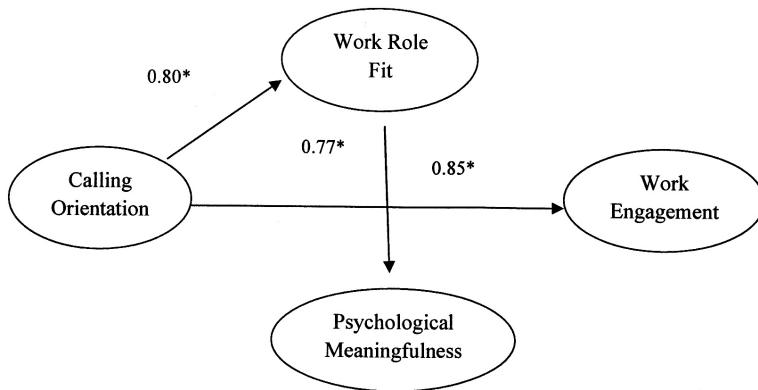 Work Role
Fit
0.80*
0.77*
0.85*
Calling
Orientation
Work
Engagement
Psychological
Meaningfulness